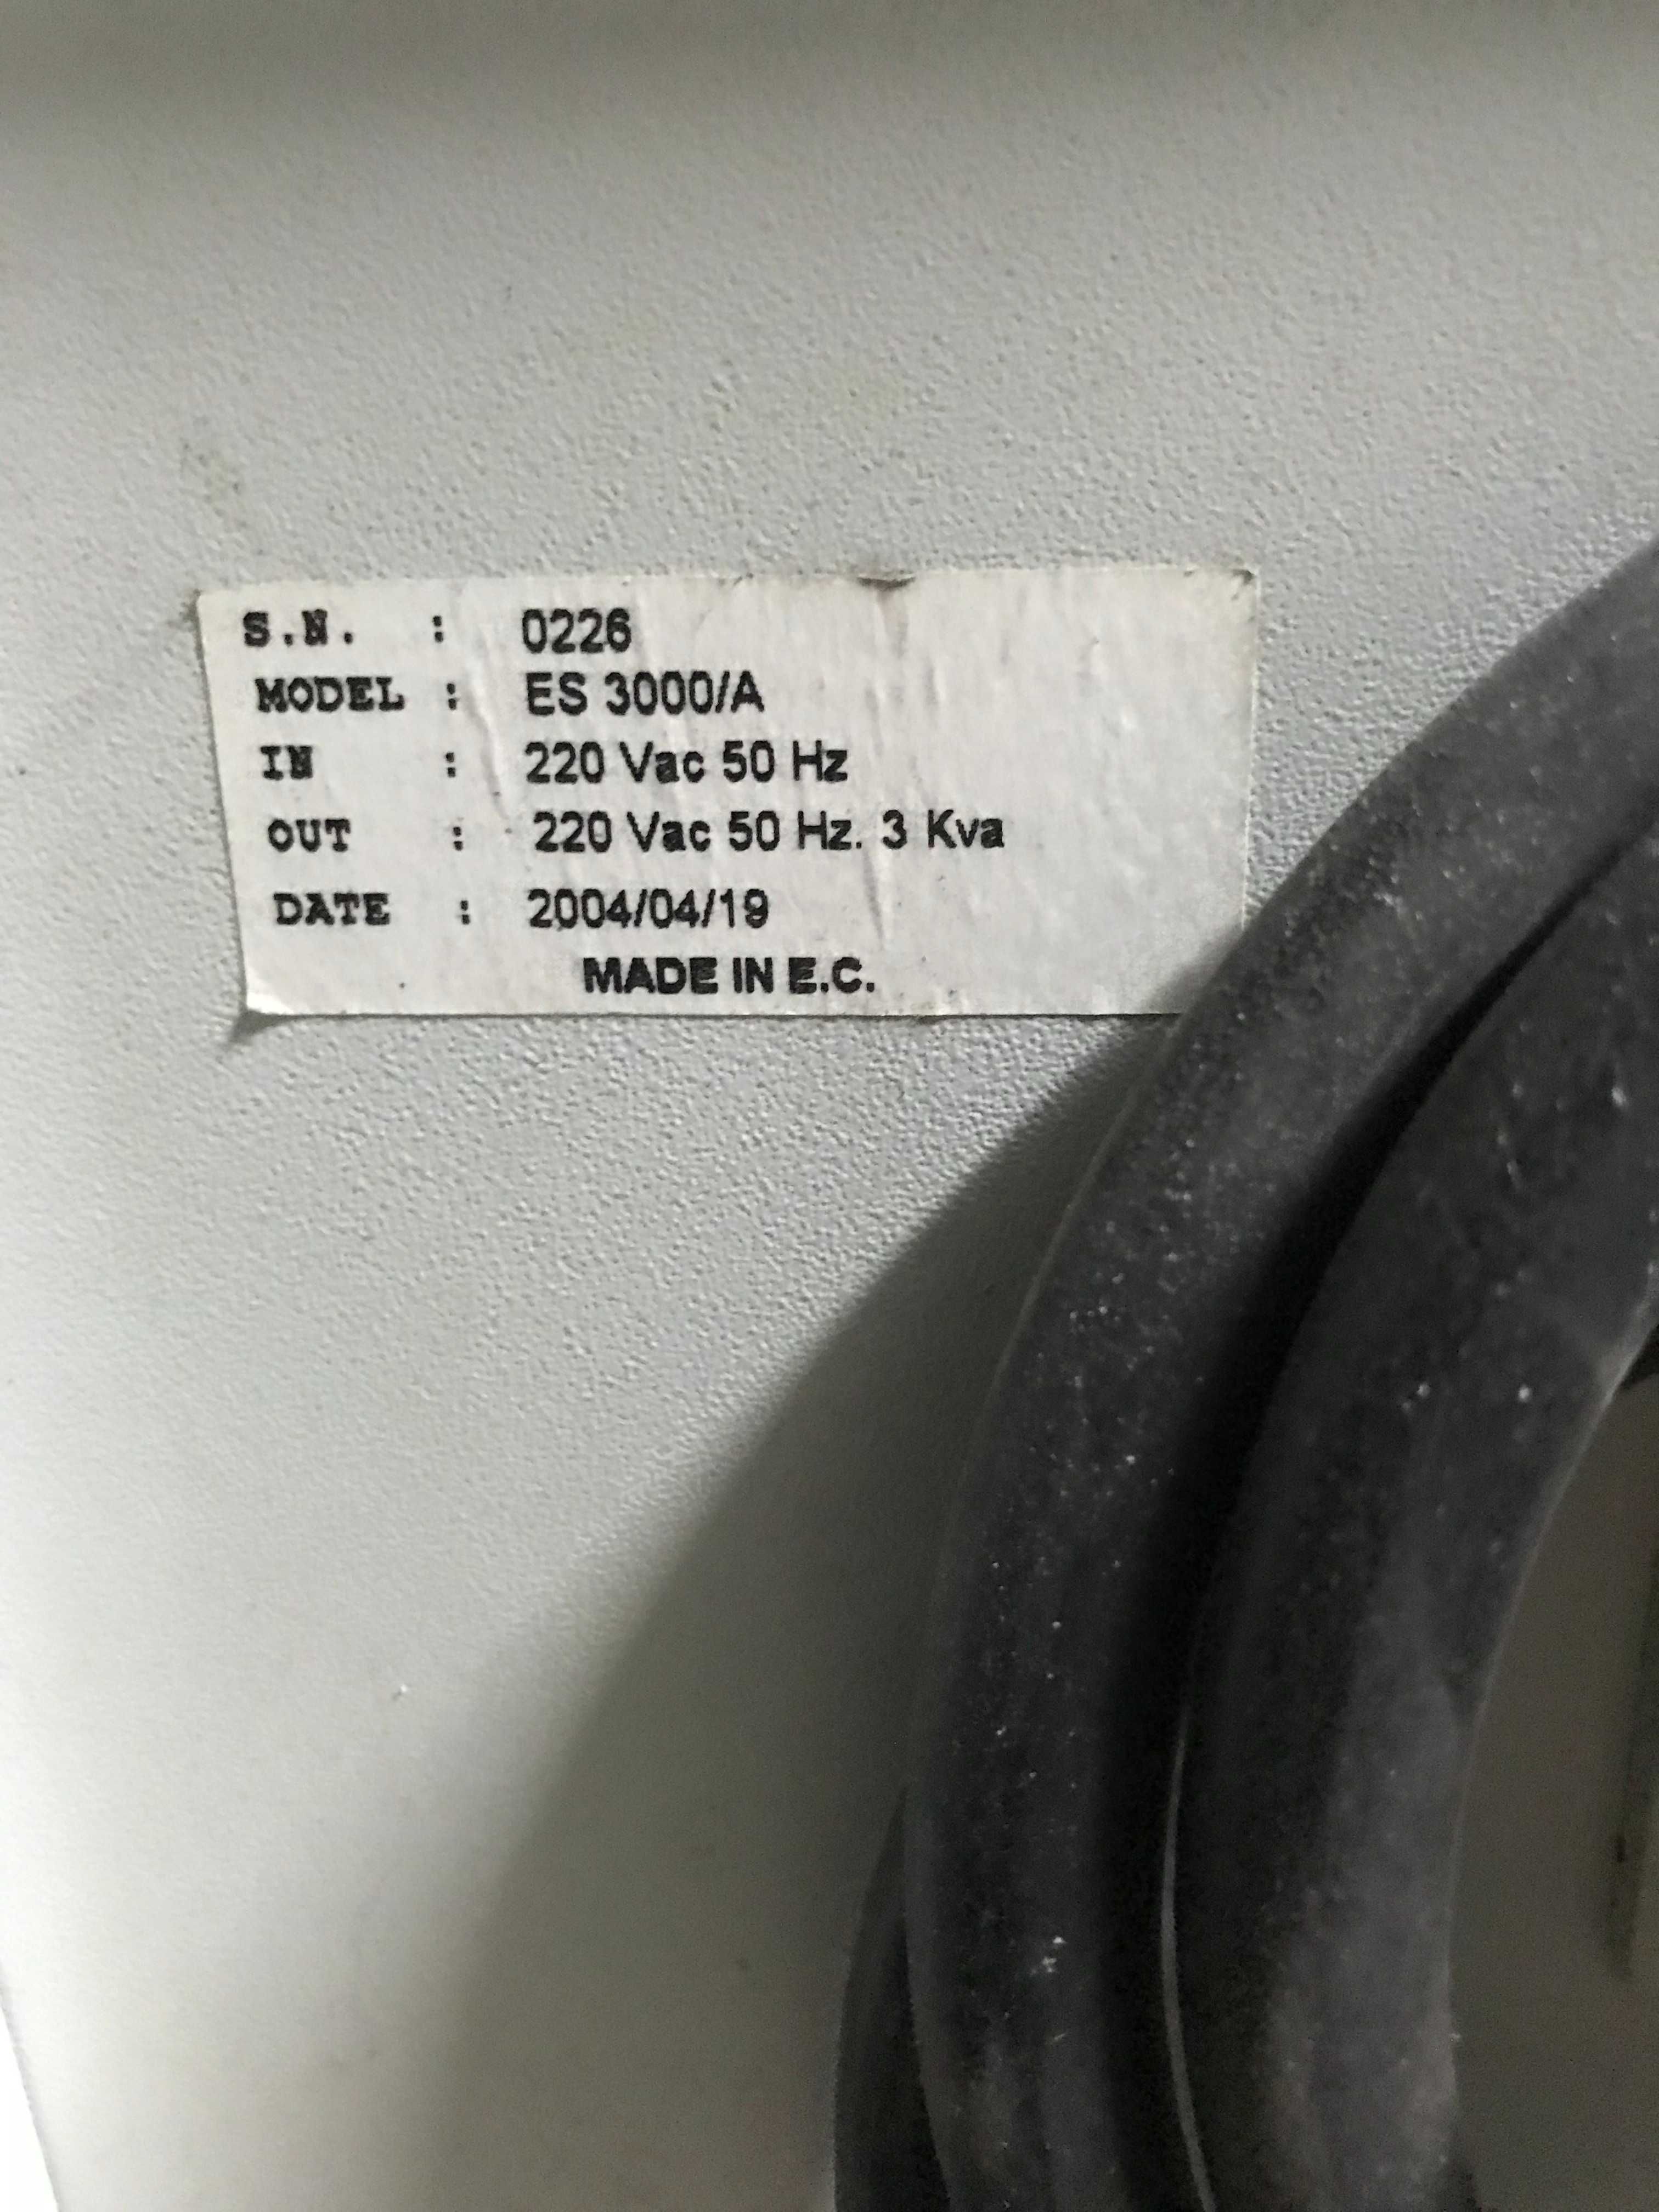 S.N. : 0226
MODEL : ES 3000/A
IN : 220 Vac 50 Hz
OUT : 220 Vac 50 Hz. 3 Kva
DATE : 2004/04/19
MADE IN E.C.